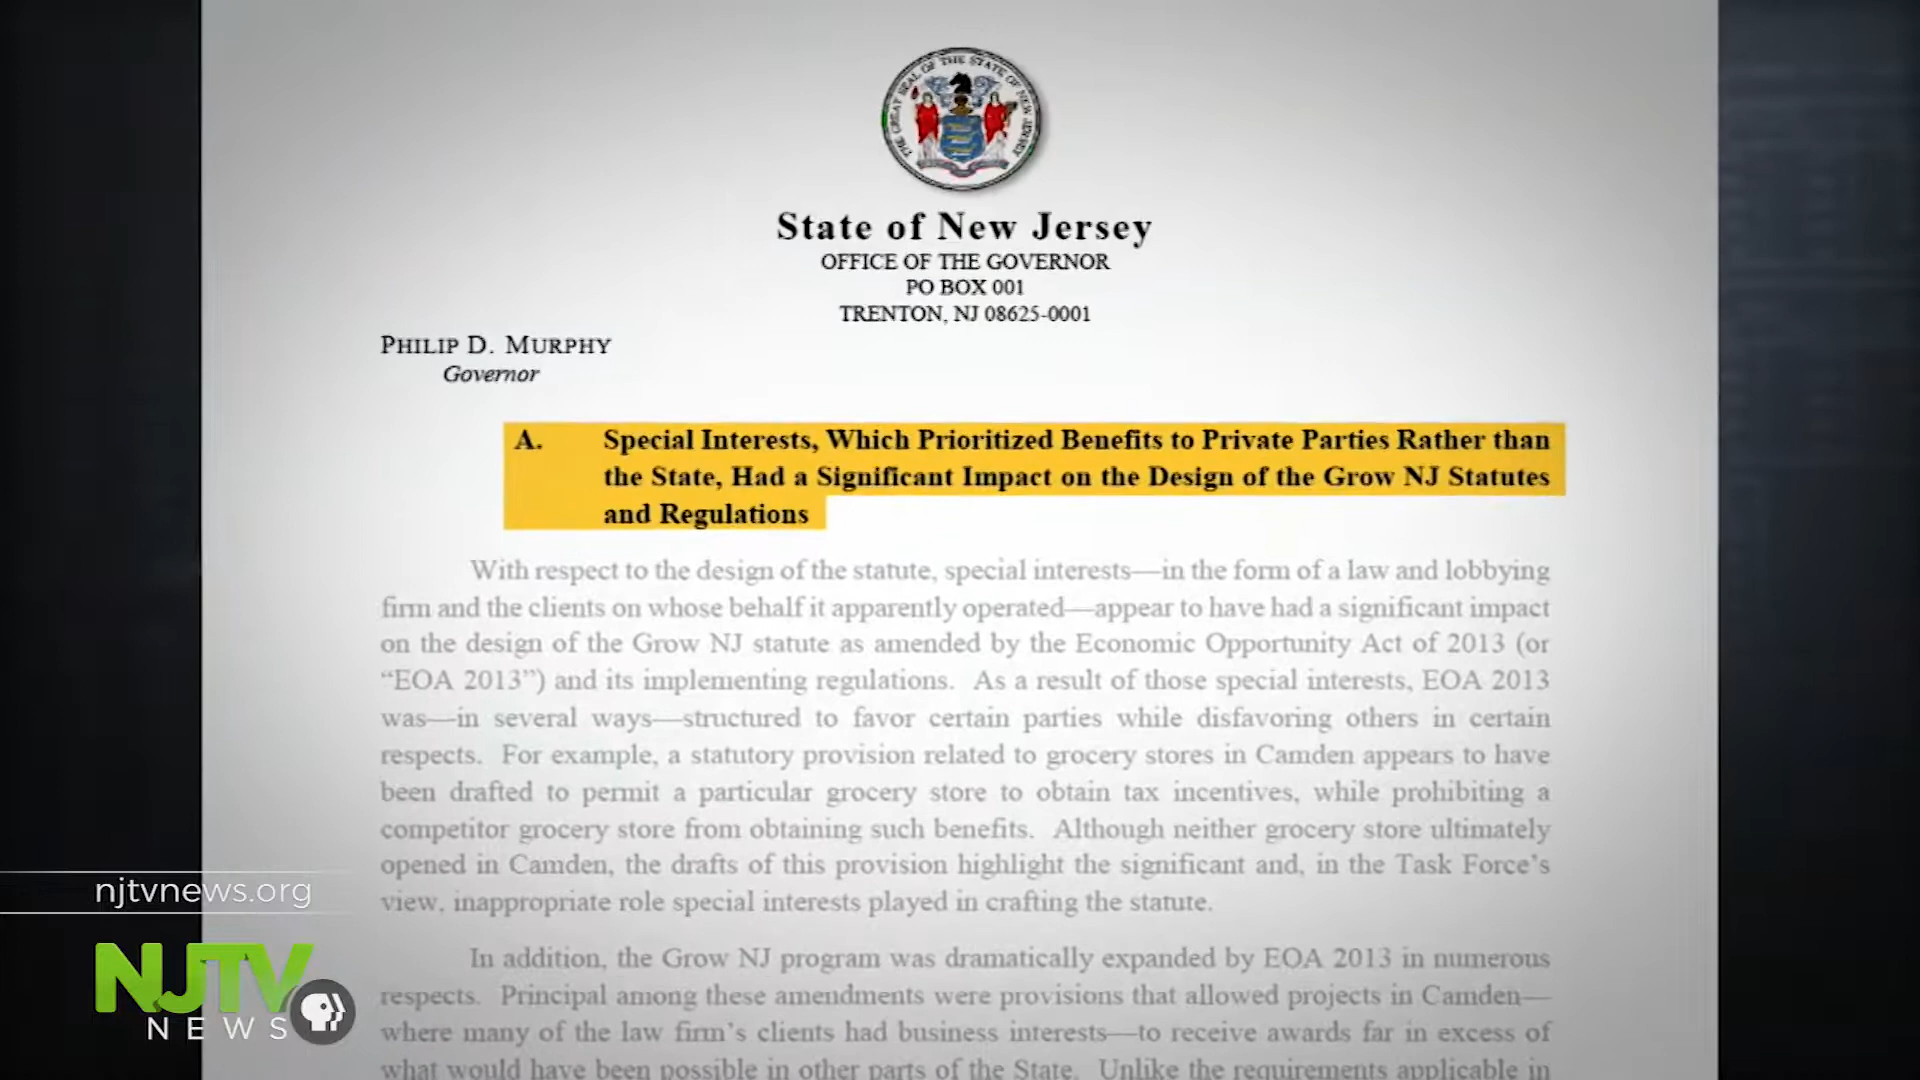 THE GREAT SEAL OF THE STATE OF NEW JERSEY
State of New Jersey
OFFICE OF THE GOVERNOR
PO BOX 001
TRENTON, NJ 08625-0001
PHILIP D. MURPHY
Governor
A. Special Interests, Which Prioritized Benefits to Private Parties Rather than
the State, Had a Significant Impact on the Design of the Grow NJ Statutes
and Regulations
With respect to the design of the statute, special interests—in the form of a law and lobbying
firm and the clients on whose behalf it apparently operated—appear to have had a significant impact
on the design of the Grow NJ statute as amended by the Economic Opportunity Act of 2013 (or
“EOA 2013”) and its implementing regulations. As a result of those special interests, EOA 2013
was—in several ways—structured to favor certain parties while disfavoring others in certain
respects. For example, a statutory provision related to grocery stores in Camden appears to have
been drafted to permit a particular grocery store to obtain tax incentives, while prohibiting a
competitor grocery store from obtaining such benefits. Although neither grocery store ultimately
opened in Camden, the drafts of this provision highlight the significant and, in the Task Force’s
view, inappropriate role special interests played in crafting the statute.
In addition, the Grow NJ program was dramatically expanded by EOA 2013 in numerous
respects. Principal among these amendments were provisions that allowed projects in Camden—
where many of the law firm’s clients had business interests—to receive awards far in excess of
what would have been possible in other parts of the State. Unlike the requirements applicable in
njtvnews.org
NJTV
NEWS